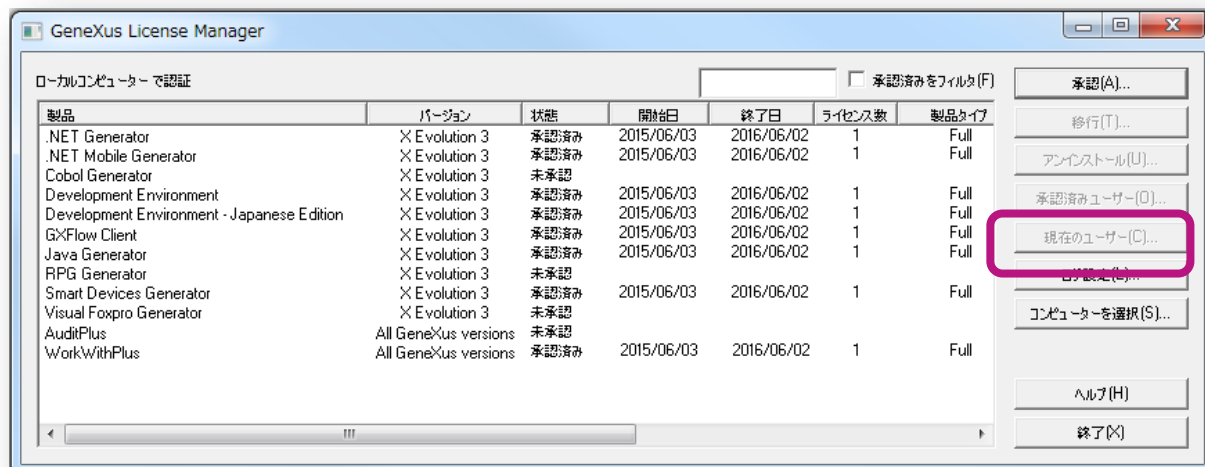 GeneXus License Manager
ローカルコンピューター で認証
承認済みをフィルタ(F)
承認(A)...
製品 バージョン 状態 開始日 終了日 ライセンス数 製品タイプ
.NET Generator X Evolution 3 承認済み 2015/06/03 2016/06/02 1 Full
移行(T)...
.NET Mobile Generator X Evolution 3 承認済み 2015/06/03 2016/06/02 1 Full
Cobol Generator X Evolution 3 未承認
アンインストール(U)...
Development Environment X Evolution 3 承認済み 2015/06/03 2016/06/02 1 Full
承認済みユーザー(O)...
Development Environment - Japanese Edition X Evolution 3 承認済み 2015/06/03 2016/06/02 1 Full
GXFlow Client X Evolution 3 承認済み 2015/06/03 2016/06/02 1 Full
現在のユーザー(C)...
Java Generator X Evolution 3 承認済み 2015/06/03 2016/06/02 1 Full
RPG Generator X Evolution 3 未承認
Smart Devices Generator X Evolution 3 承認済み 2015/06/03 2016/06/02 1 Full
Visual Foxpro Generator X Evolution 3 未承認
コンピューターを選択(S)...
AuditPlus All GeneXus versions 未承認
WorkWithPlus All GeneXus versions 承認済み 2015/06/03 2016/06/02 1 Full
ヘルプ(H)
終了(X)